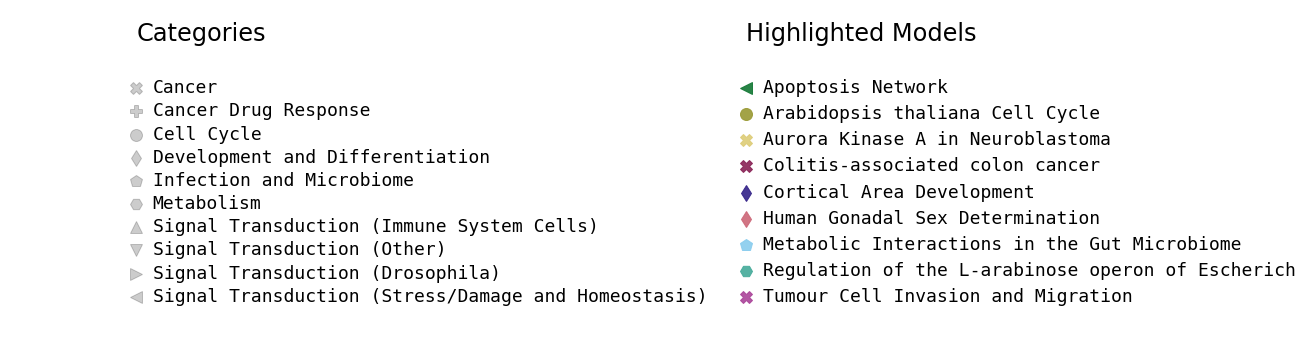 Categories
Cancer
Cancer Drug Response
Cell Cycle
Development and Differentiation
Infection and Microbiome
Metabolism
Signal Transduction (Immune System Cells)
Signal Transduction (Other)
Signal Transduction (Drosophila)
Signal Transduction (Stress/Damage and Homeostasis)
Highlighted Models
Apoptosis Network
Arabidopsis thaliana Cell Cycle
Aurora Kinase A in Neuroblastoma
Colitis-associated colon cancer
Cortical Area Development
Human Gonadal Sex Determination
Metabolic Interactions in the Gut Microbiome
Regulation of the L-arabinose operon of Escherich
Tumour Cell Invasion and Migration